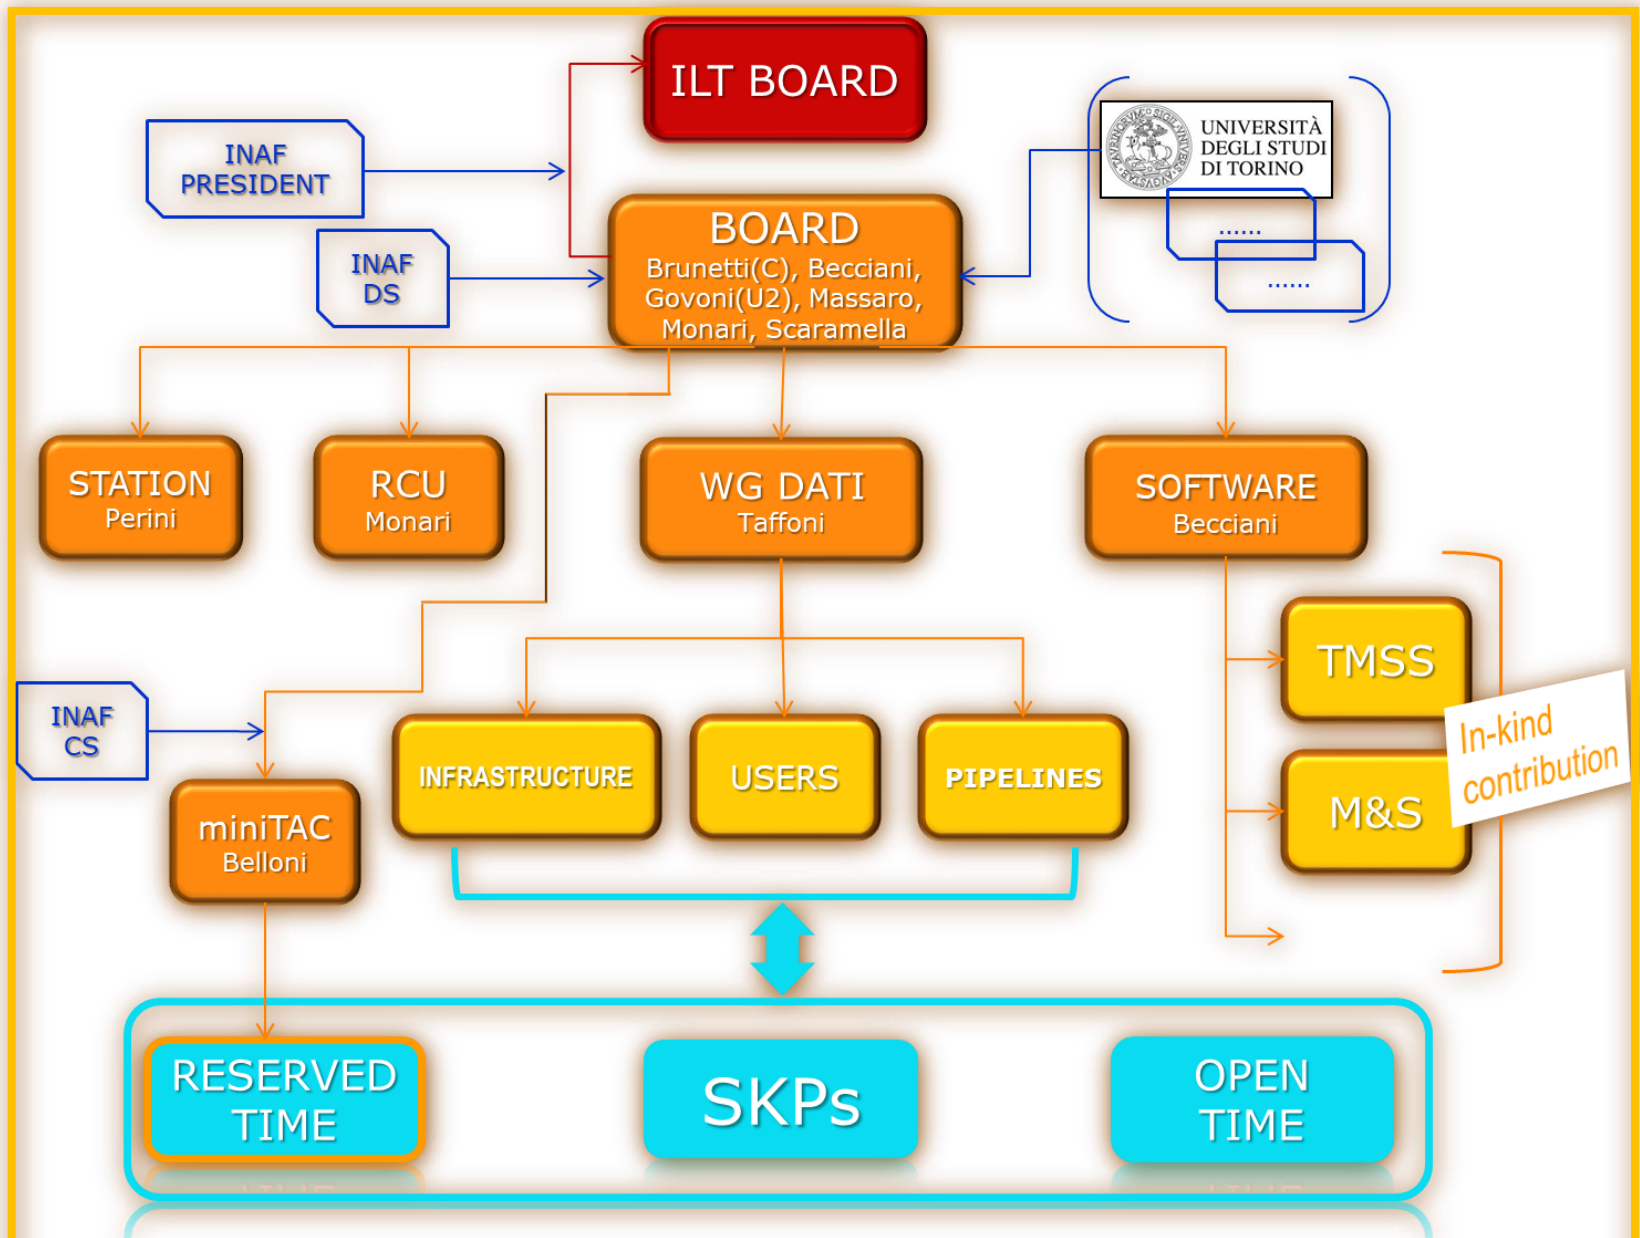 ILT BOARD
INAF
PRESIDENT
UNIVERSITÀ
DEGLI STUDI
DI TORINO
......
......
INAF
DS
BOARD
Brunetti(C), Becciani,
Govoni(U2), Massaro,
Monari, Scaramella
STATION
Perini
RCU
Monari
WG DATI
Taffoni
SOFTWARE
Becciani
TMSS
In-kind
contribution
M&S
INAF
CS
INFRASTRUCTURE
USERS
PIPELINES
miniTAC
Belloni
RESERVED
TIME
SKPs
OPEN
TIME